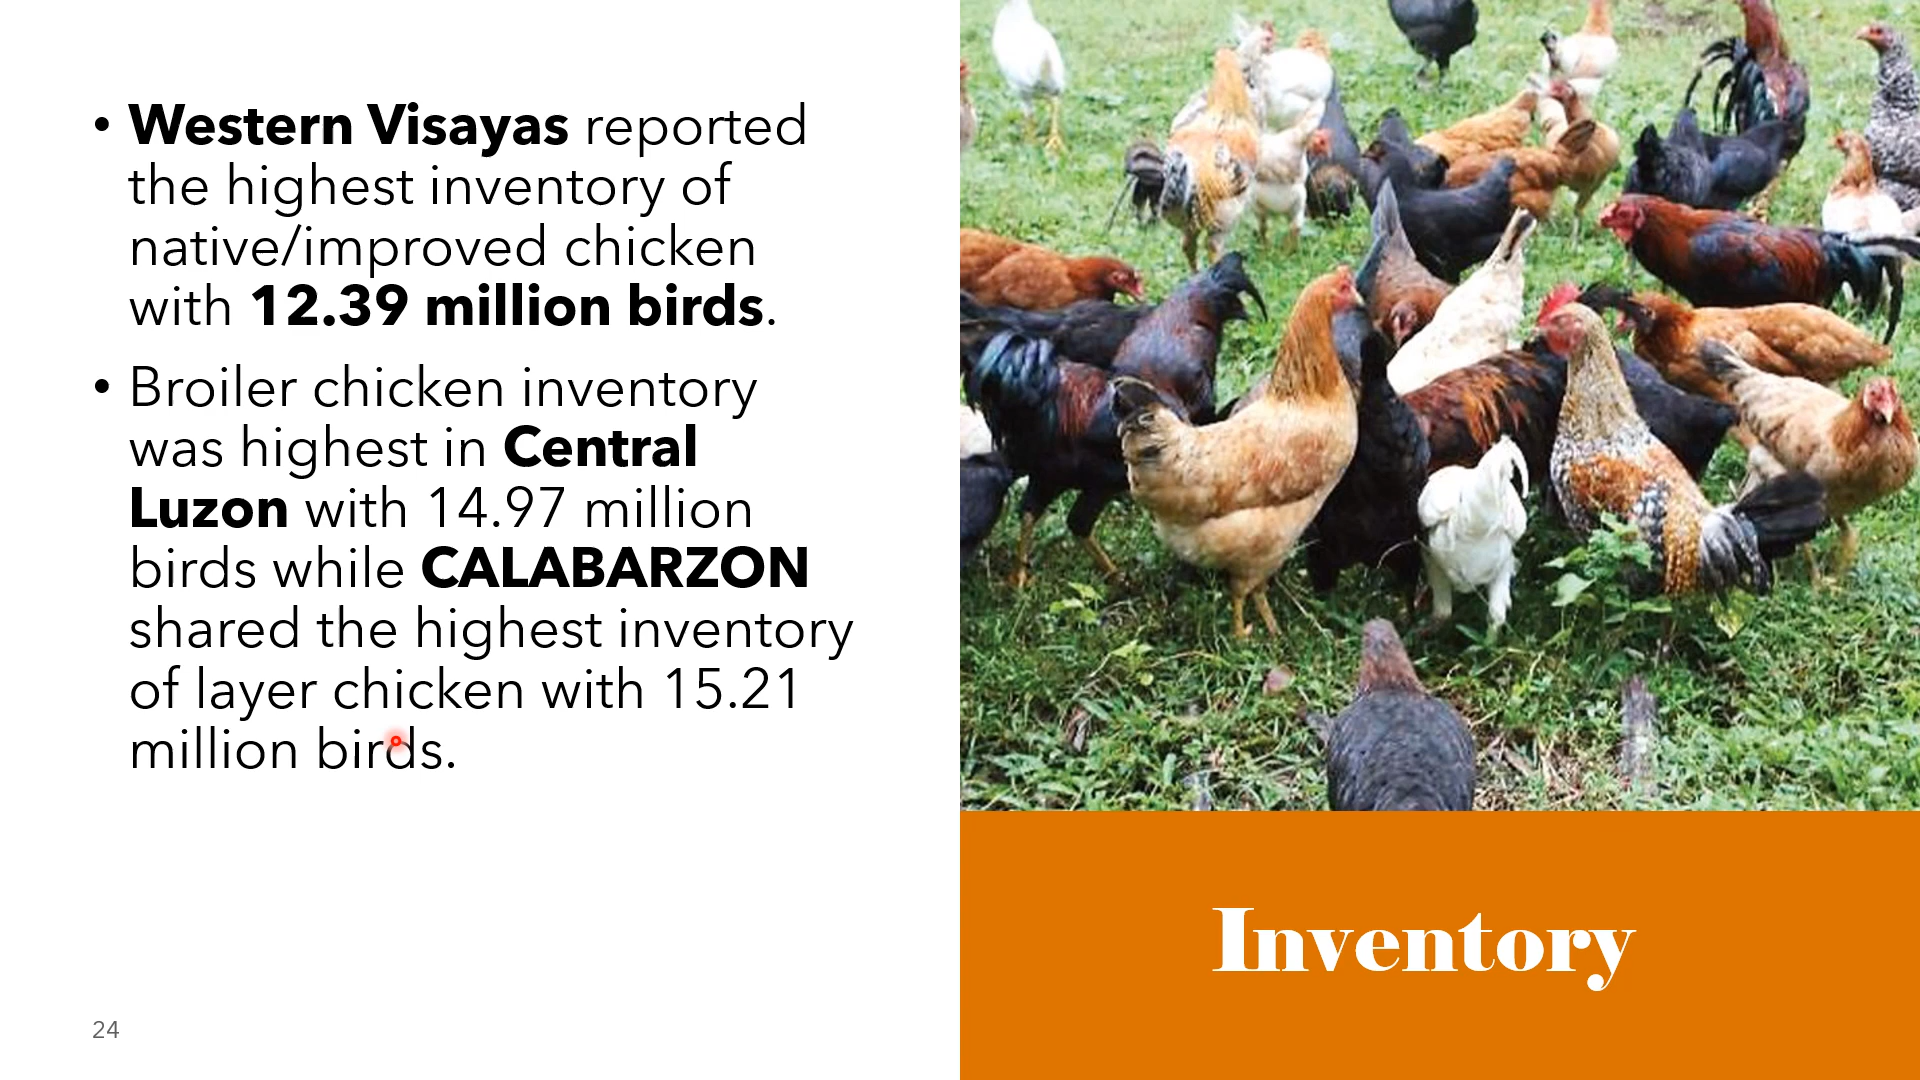 • Western Visayas reported
the highest inventory of
native/improved chicken
with 12.39 million birds.
• Broiler chicken inventory
was highest in Central
Luzon with 14.97 million
birds while CALABARZON
shared the highest inventory
of layer chicken with 15.21
million birds.
Inventory
24